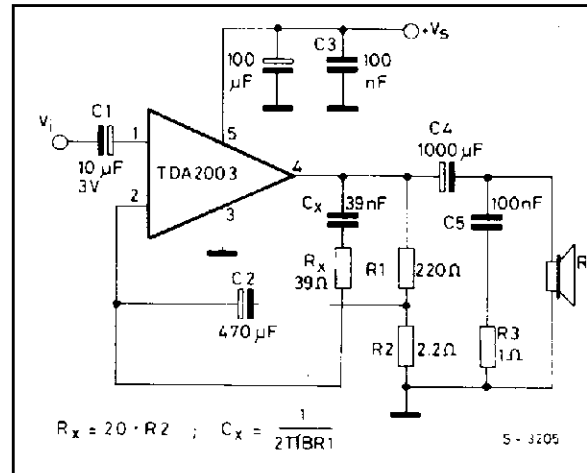 +Vs
100
µF
C3
100
nF
Vi
C1
10 µF
3V
1
2
5
TDA2003
4
3
C4
1000 µF
Cx
39nF
100nF
C5
Rx
39Ω
R1
220Ω
C2
470 µF
R2
2.2Ω
R3
1Ω
R
Rx = 20 · R2 ; Cx = 1 / 2πBR1
S - 3205